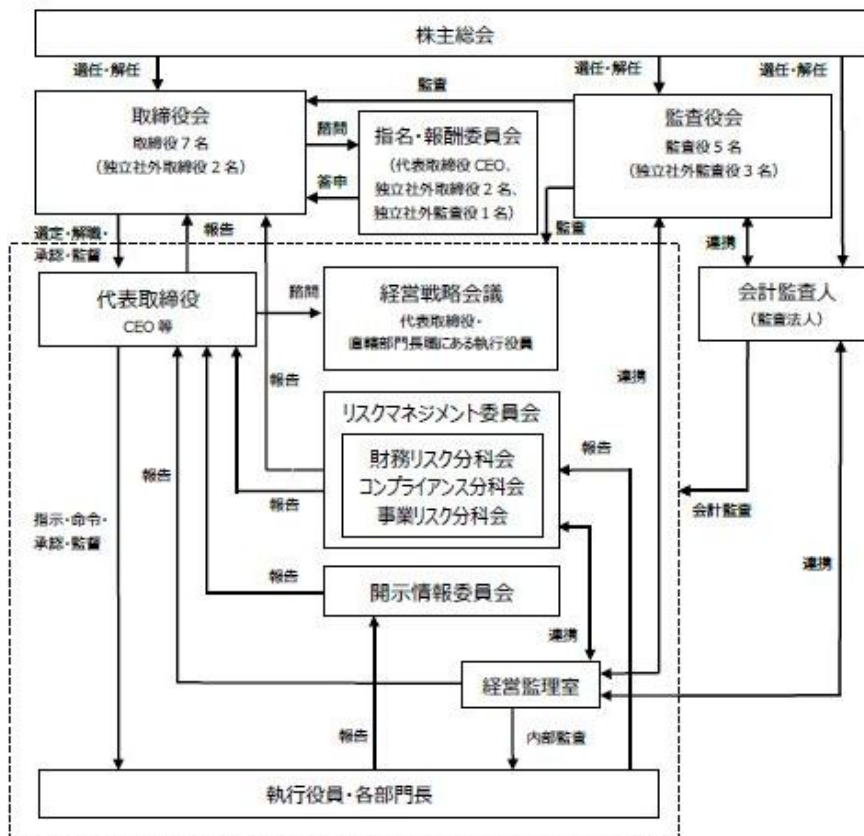 株主総会
選任・解任
選任・解任
選任・解任
監査
取締役会
取締役7名
（独立社外取締役2名）
諮問
答申
指名・報酬委員会
（代表取締役CEO、
独立社外取締役2名、
独立社外監査役1名）
監査役会
監査役5名
（独立社外監査役3名）
選定・解職・
承認・監督
報告
監査
連携
代表取締役
CEO等
諮問
経営戦略会議
代表取締役・
直轄部門長職にある執行役員
会計監査人
（監査法人）
報告
連携
リスクマネジメント委員会
財務リスク分科会
コンプライアンス分科会
事業リスク分科会
報告
報告
報告
会計監査
指示・命令・
承認・監督
連携
報告
開示情報委員会
連携
経営監理室
報告
内部監査
執行役員・各部門長